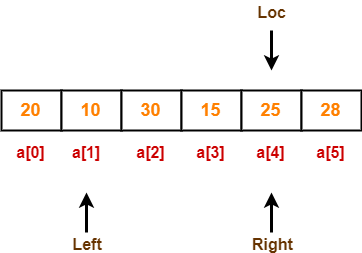 Loc
20 10 30 15 25 28
a[0] a[1] a[2] a[3] a[4] a[5]
Left Right